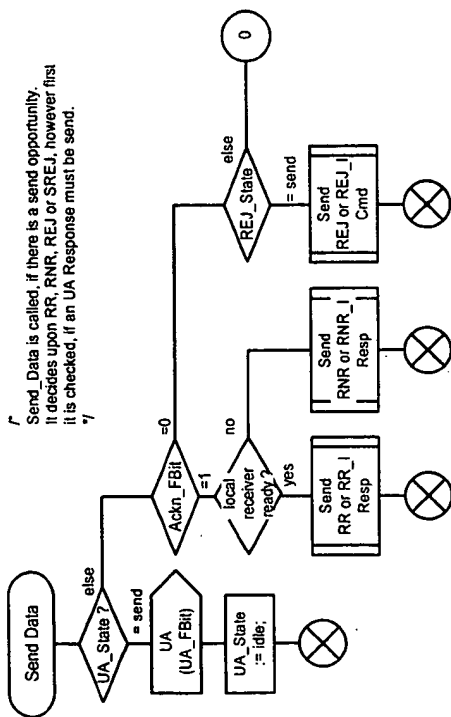 /*
Send_Data is called, if there is a send opportunity.
It decides upon RR, RNR, REJ or SREJ, however first
it is checked, if an UA Response must be send.
*/
Send Data
UA_State ?
else
= send
UA
(UA_FBit)
UA_State
:= idle;
Ackn_FBit
=0
=1
local
receiver
ready ?
no
yes
Send
RR or RR_I
Resp
Send
RNR or RNR_I
Resp
REJ_State
else
= send
Send
REJ or REJ_I
Cmd
0